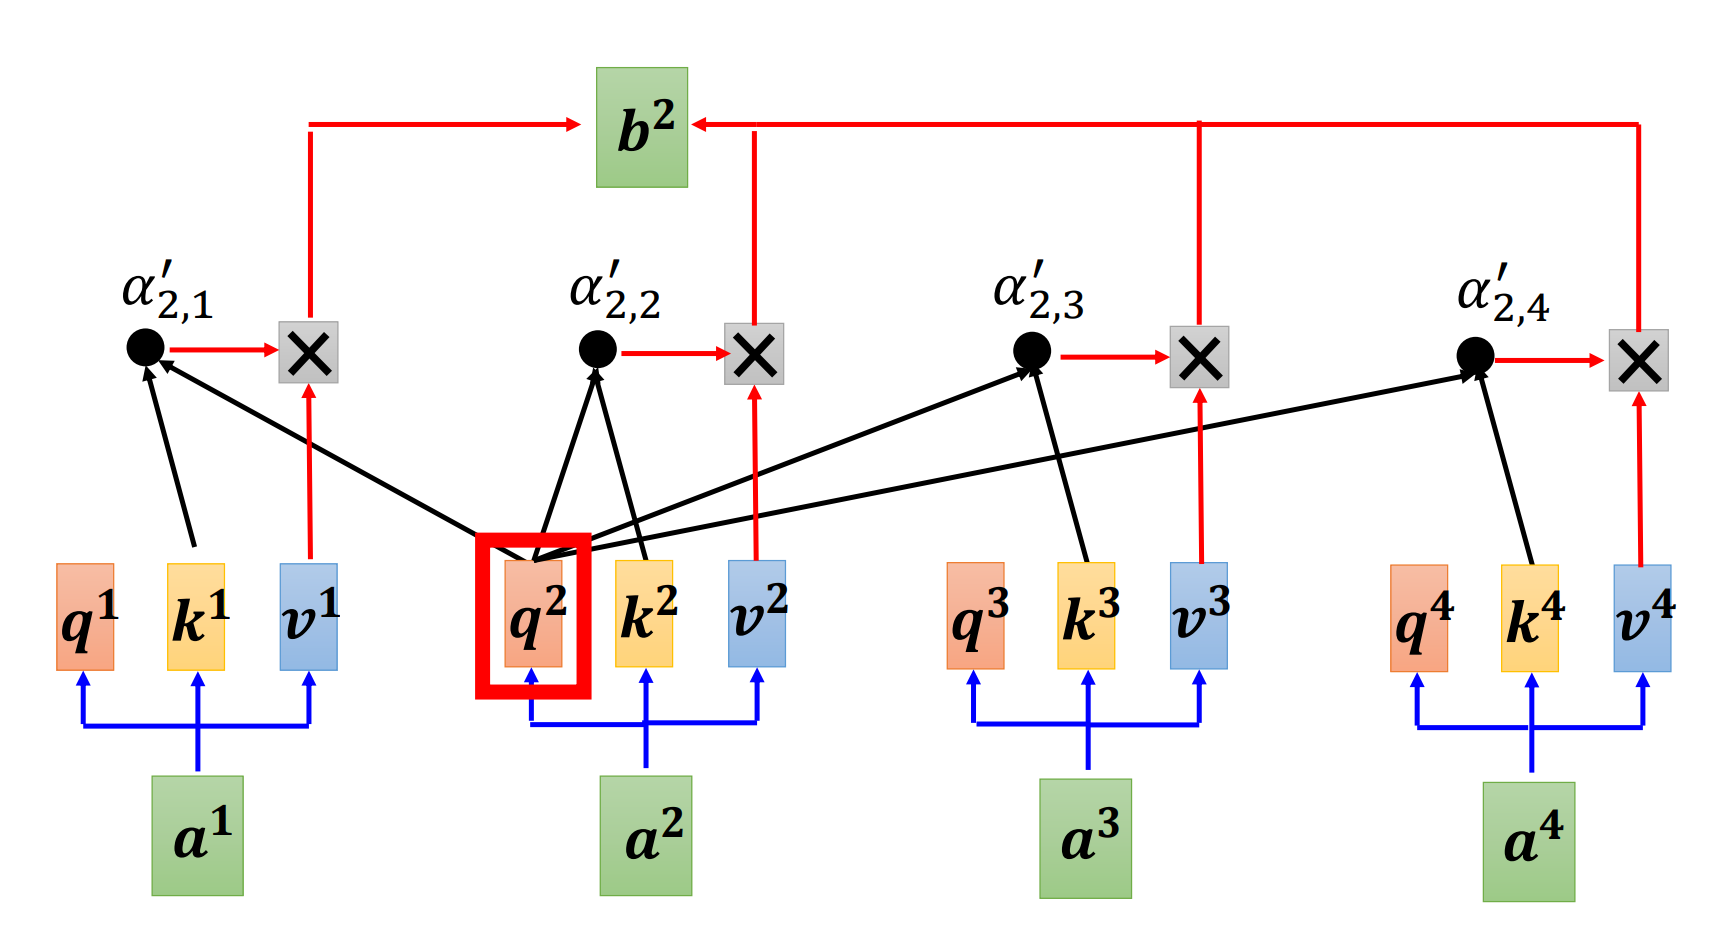 b²
α′₂,₁ α′₂,₂ α′₂,₃ α′₂,₄
× × × ×
q¹ k¹ v¹ q² k² v² q³ k³ v³ q⁴ k⁴ v⁴
a¹ a² a³ a⁴